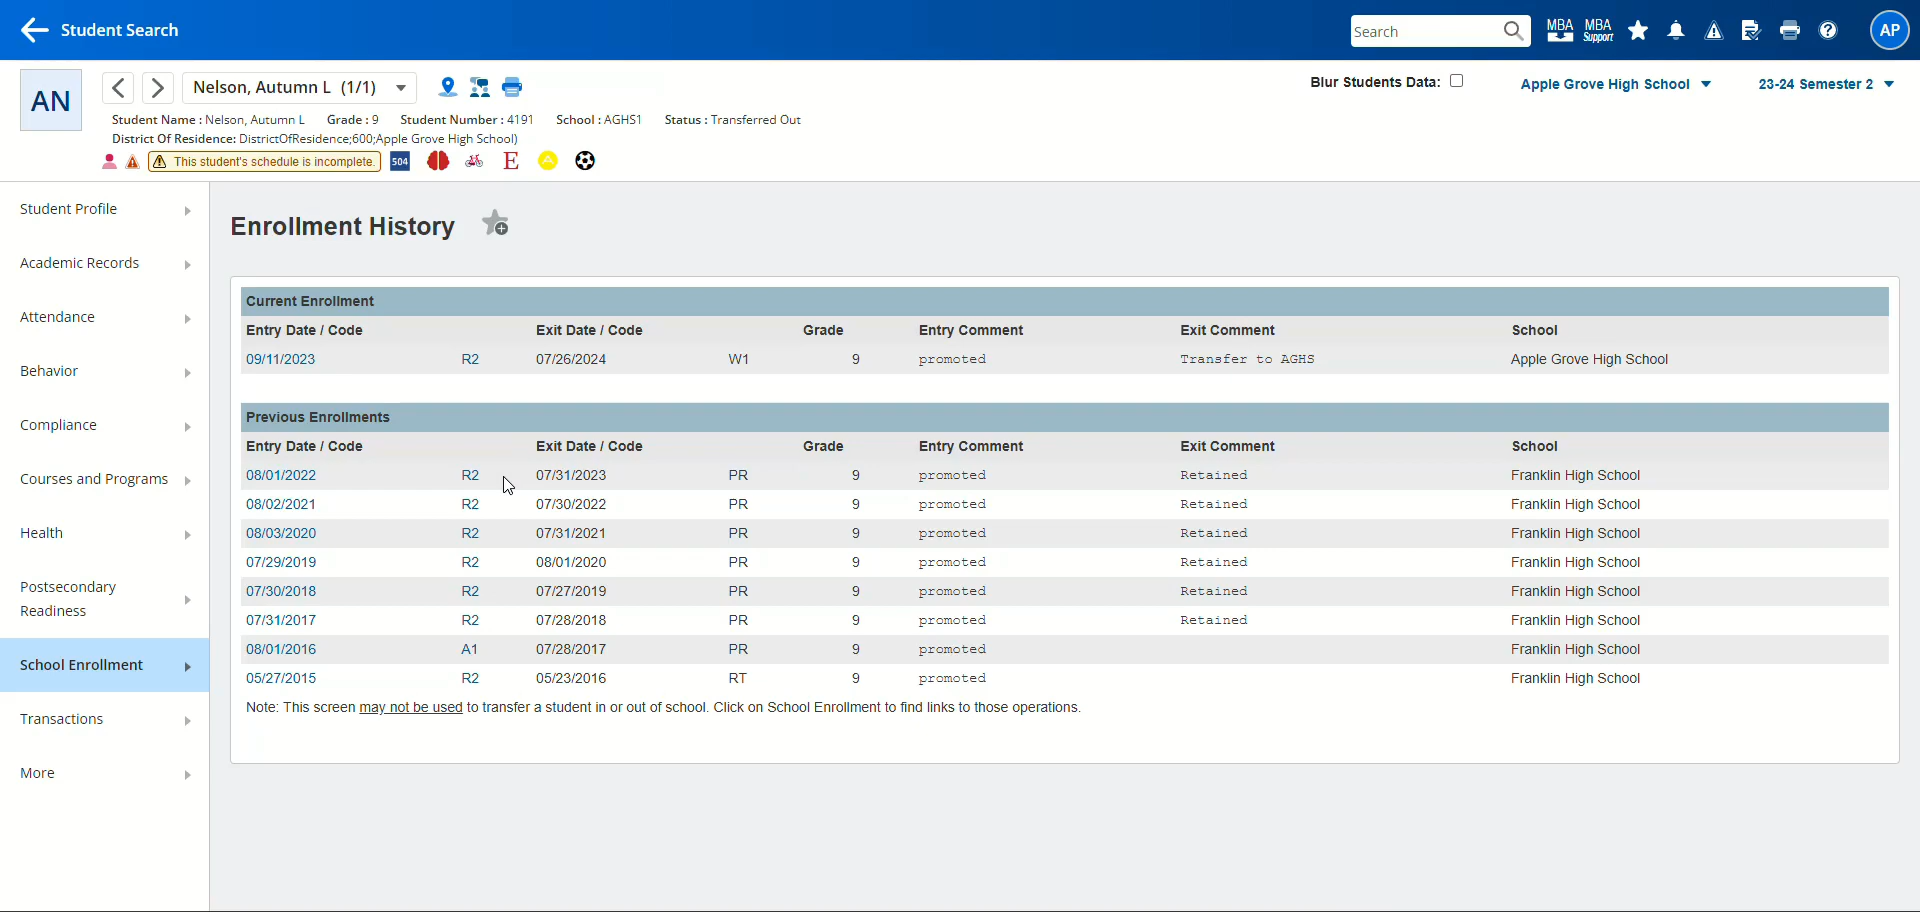 Student Search
Search
MBA
MBA Support
AP
AN
Nelson, Autumn L (1/1)
Blur Students Data:
Apple Grove High School
23-24 Semester 2
Student Name : Nelson, Autumn L Grade : 9 Student Number : 4191 School : AGHS1 Status : Transferred Out
District Of Residence: DistrictOfResidence;600;Apple Grove High School)
This student's schedule is incomplete.
504
E
A
Student Profile
Academic Records
Attendance
Behavior
Compliance
Courses and Programs
Health
Postsecondary
Readiness
School Enrollment
Transactions
More
Enrollment History
Current Enrollment
Entry Date / Code Exit Date / Code Grade Entry Comment Exit Comment School
09/11/2023 R2 07/26/2024 W1 9 promoted Transfer to AGHS Apple Grove High School
Previous Enrollments
Entry Date / Code Exit Date / Code Grade Entry Comment Exit Comment School
08/01/2022 R2 07/31/2023 PR 9 promoted Retained Franklin High School
08/02/2021 R2 07/30/2022 PR 9 promoted Retained Franklin High School
08/03/2020 R2 07/31/2021 PR 9 promoted Retained Franklin High School
07/29/2019 R2 08/01/2020 PR 9 promoted Retained Franklin High School
07/30/2018 R2 07/27/2019 PR 9 promoted Retained Franklin High School
07/31/2017 R2 07/28/2018 PR 9 promoted Retained Franklin High School
08/01/2016 A1 07/28/2017 PR 9 promoted Franklin High School
05/27/2015 R2 05/23/2016 RT 9 promoted Franklin High School
Note: This screen may not be used to transfer a student in or out of school. Click on School Enrollment to find links to those operations.